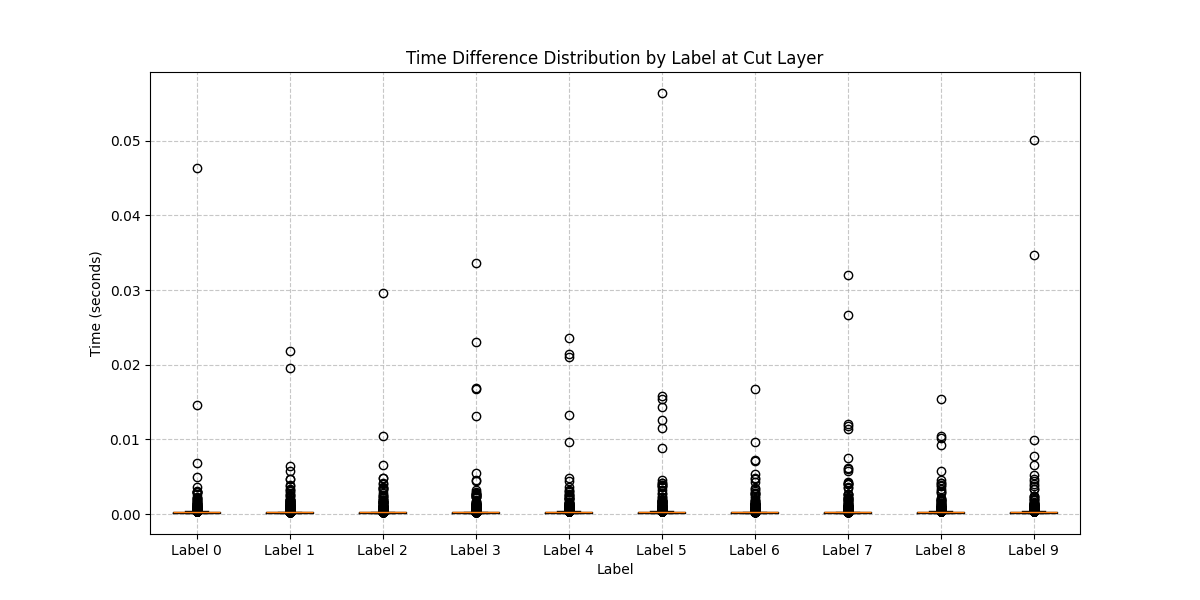 Time Difference Distribution by Label at Cut Layer
0.05
0.04
0.03
0.02
0.01
0.00
Time (seconds)
Label 0 Label 1 Label 2 Label 3 Label 4 Label 5 Label 6 Label 7 Label 8 Label 9
Label